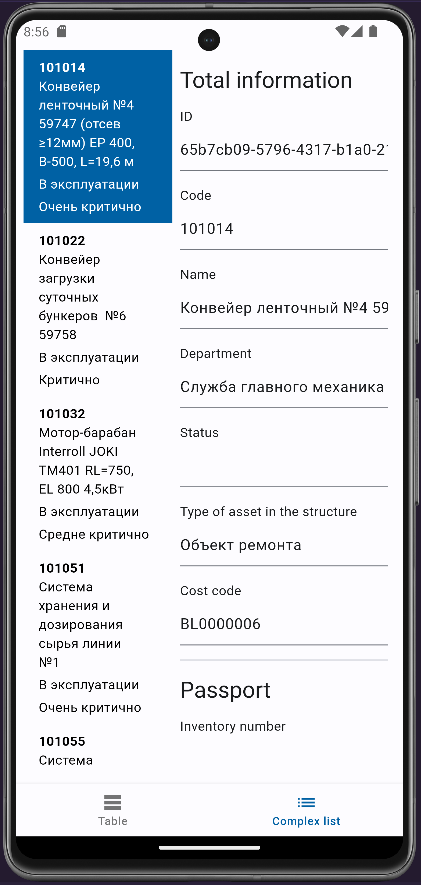 8:56
101014
Конвейер
ленточный №4
59747 (отсев
≥12мм) EP 400,
B-500, L=19,6 м
В эксплуатации
Очень критично
101022
Конвейер
загрузки
суточных
бункеров №6
59758
В эксплуатации
Критично
101032
Мотор-барабан
Interroll JOKI
TM401 RL=750,
EL 800 4,5кВт
В эксплуатации
Средне критично
101051
Система
хранения и
дозирования
сырья линии
№1
В эксплуатации
Очень критично
101055
Система
Total information
ID
65b7cb09-5796-4317-b1a0-21
Code
101014
Name
Конвейер ленточный №4 59
Department
Служба главного механика
Status
Type of asset in the structure
Объект ремонта
Cost code
BL0000006
Passport
Inventory number
Table
Complex list